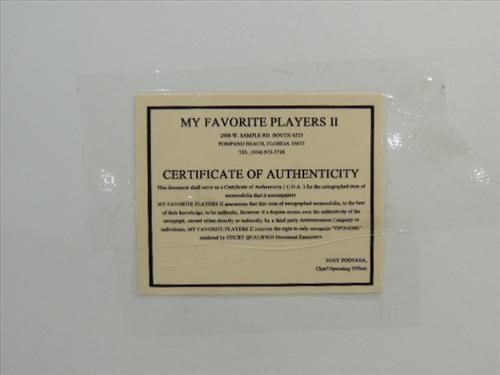 MY FAVORITE PLAYERS II
2900 W. SAMPLE RD. BOOTH
POMPANO BEACH, FLORIDA 33073
TEL. (954) 973-5710
CERTIFICATE OF AUTHENTICITY
This document shall serve as a Certificate of Authenticity ( C.O.A. ) for the autographed item of
memorabilia that it accompanies
MY FAVORITE PLAYERS II guarantees that this item of autographed memorabilia, to the best
of their knowledge, to be authentic. However if a dispute occurs over the authenticity of the
autograph, caused either directly or indirectly, by a third party Authentication Company or
individuals, MY FAVORITE PLAYERS II reserves the right to only recognize "OPINIONS"
rendered by COURT QUALIFIED Document Examiners
TONY
Chief Operating Officer